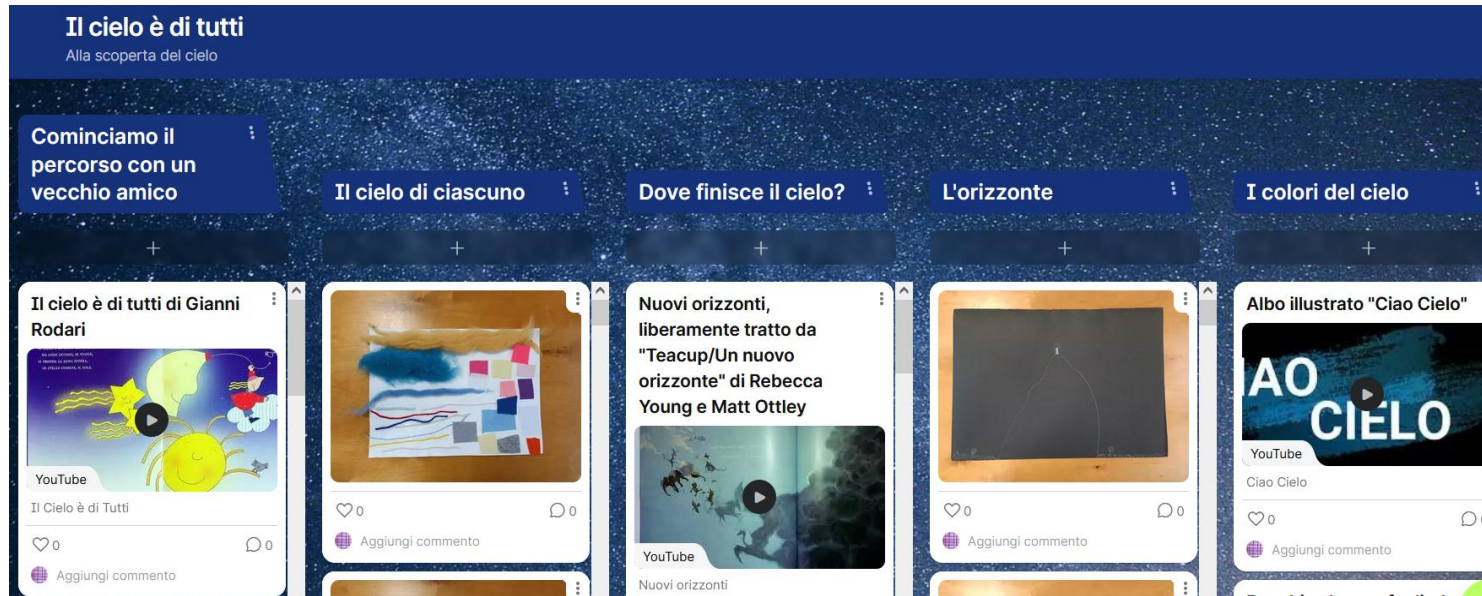 Il cielo è di tutti
Alla scoperta del cielo
Cominciamo il
percorso con un
vecchio amico
Il cielo è di tutti di Gianni
Rodari
YouTube
Il Cielo è di Tutti
0
0
Aggiungi commento
Il cielo di ciascuno
0
0
Aggiungi commento
Dove finisce il cielo?
Nuovi orizzonti,
liberamente tratto da
"Teacup/Un nuovo
orizzonte" di Rebecca
Young e Matt Ottley
YouTube
Nuovi orizzonti
L'orizzonte
0
0
Aggiungi commento
I colori del cielo
Albo illustrato "Ciao Cielo"
IAO
CIELO
YouTube
Ciao Cielo
0
Aggiungi commento